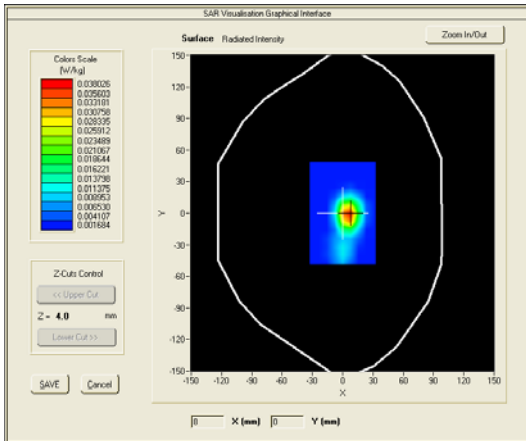 SAR Visualisation Graphical Interface
Surface Radiated Intensity
Zoom In/Out
Colors Scale
(W/kg)
0.038026
0.035603
0.033181
0.030758
0.028335
0.025912
0.023489
0.021067
0.018644
0.016221
0.013798
0.011375
0.008953
0.006530
0.004107
0.001684
150
120
90
60
30
0
-30
-60
-90
-120
-150
Y
-150 -120 -90 -60 -30 0 30 60 90 120 150
X
Z-Cuts Control
<< Upper Cut
Z = 4.0 mm
Lower Cut >>
SAVE Cancel
8 X (mm) 0 Y (mm)